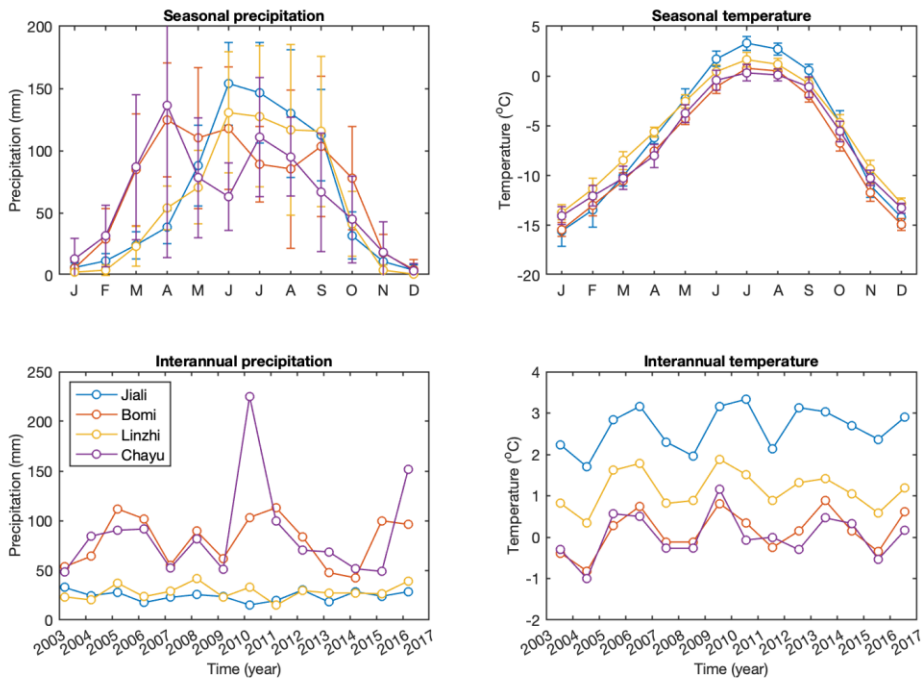 Seasonal precipitation
Precipitation (mm)
200
150
100
50
0
J F M A M J J A S O N D
Seasonal temperature
Temperature (°C)
5
0
-5
-10
-15
-20
J F M A M J J A S O N D
Interannual precipitation
Precipitation (mm)
250
200
150
100
50
0
Jiali
Bomi
Linzhi
Chayu
2003 2004 2005 2006 2007 2008 2009 2010 2011 2012 2013 2014 2015 2016 2017
Time (year)
Interannual temperature
Temperature (°C)
4
3
2
1
0
-1
-2
2003 2004 2005 2006 2007 2008 2009 2010 2011 2012 2013 2014 2015 2016 2017
Time (year)